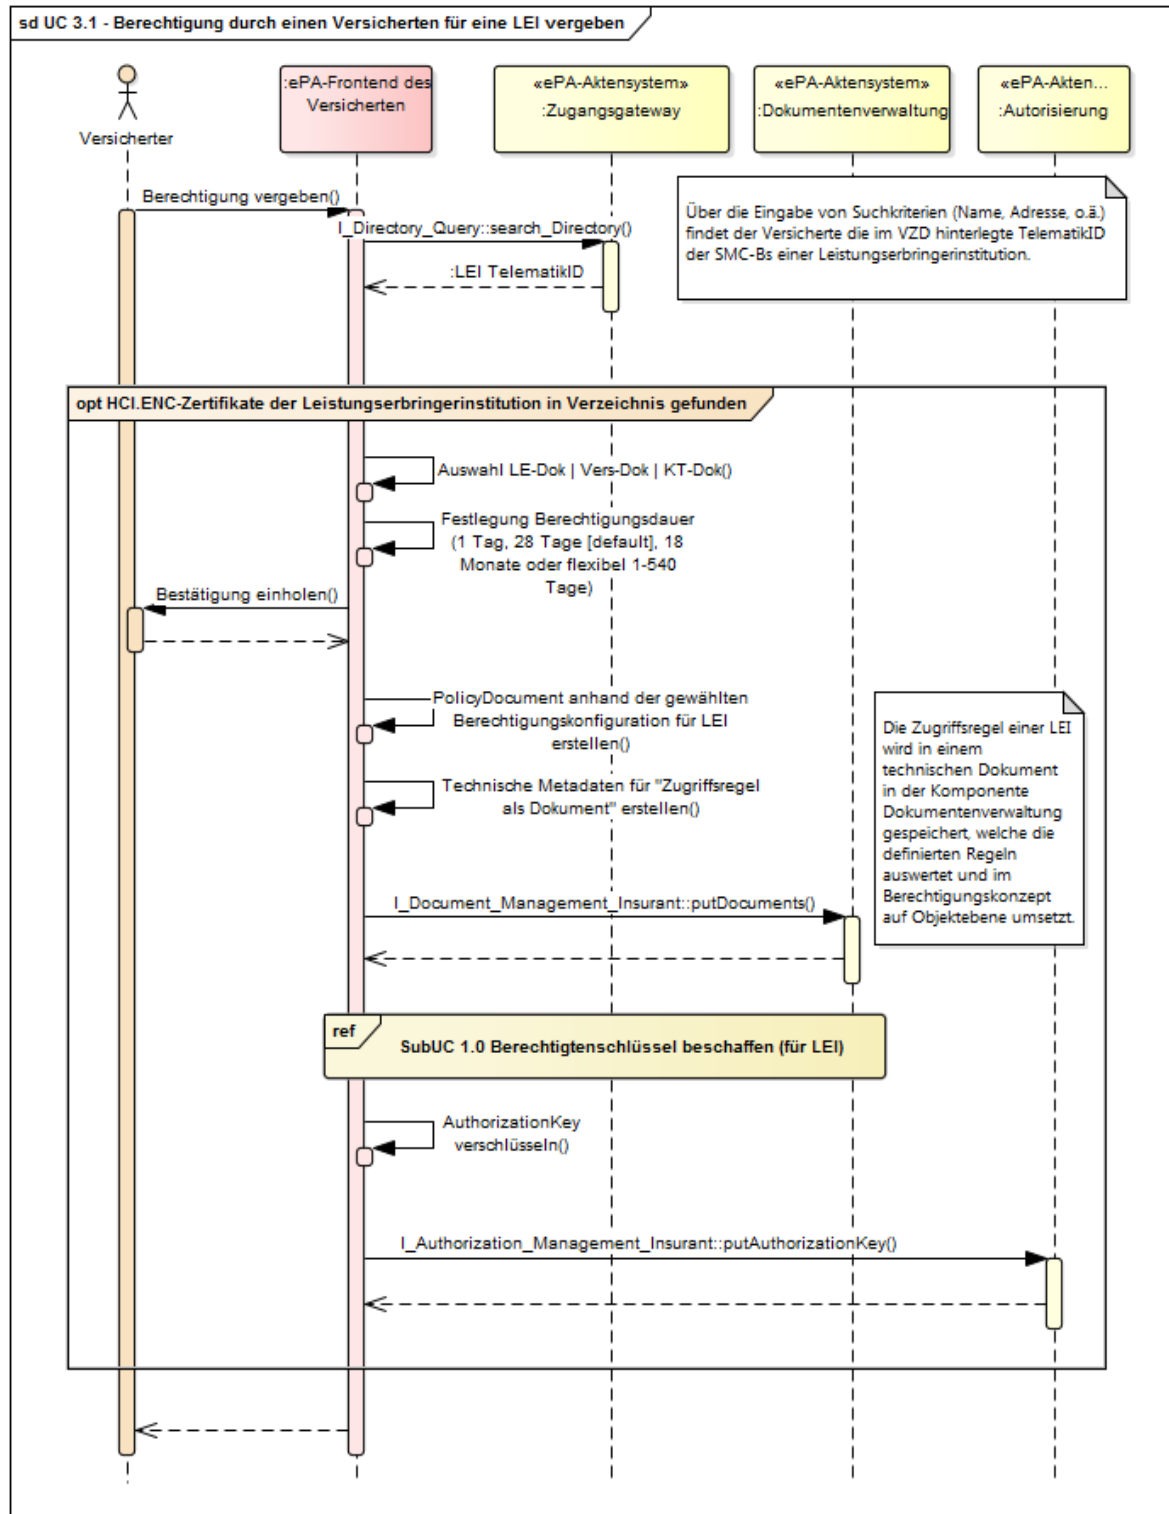 sd UC 3.1 - Berechtigung durch einen Versicherten für eine LEI vergeben
Versicherter
:ePA-Frontend des
Versicherten
«ePA-Aktensystem»
:Zugangsgateway
«ePA-Aktensystem»
:Dokumentenverwaltung
«ePA-Akten...
:Autorisierung
Berechtigung vergeben()
I_Directory_Query::search_Directory()
:LEI TelematikID
Über die Eingabe von Suchkriterien (Name, Adresse, o.ä.)
findet der Versicherte die im VZD hinterlegte TelematikID
der SMC-Bs einer Leistungserbringerinstitution.
opt HCI.ENC-Zertifikate der Leistungserbringerinstitution in Verzeichnis gefunden
Auswahl LE-Dok | Vers-Dok | KT-Dok()
Festlegung Berechtigungsdauer
(1 Tag, 28 Tage [default], 18
Monate oder flexibel 1-540
Tage)
Bestätigung einholen()
PolicyDocument anhand der gewählten
Berechtigungskonfiguration für LEI
erstellen()
Technische Metadaten für "Zugriffsregel
als Dokument" erstellen()
Die Zugriffsregel einer LEI
wird in einem
technischen Dokument
in der Komponente
Dokumentenverwaltung
gespeichert, welche die
definierten Regeln
auswertet und im
Berechtigungskonzept
auf Objektebene umsetzt.
I_Document_Management_Insurant::putDocuments()
ref
SubUC 1.0 Berechtigtenschlüssel beschaffen (für LEI)
AuthorizationKey
verschlüsseln()
I_Authorization_Management_Insurant::putAuthorizationKey()